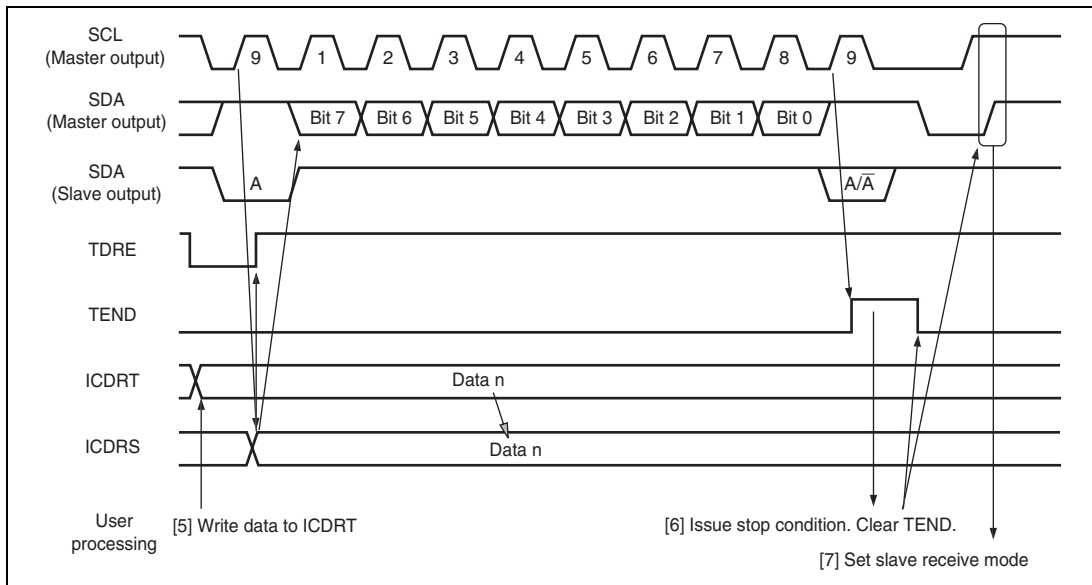 SCL
(Master output)
9 1 2 3 4 5 6 7 8 9
SDA
(Master output)
Bit 7 Bit 6 Bit 5 Bit 4 Bit 3 Bit 2 Bit 1 Bit 0
SDA
(Slave output)
A A/A̅
TDRE
TEND
ICDRT
Data n
ICDRS
Data n
User
processing
[5] Write data to ICDRT
[6] Issue stop condition. Clear TEND.
[7] Set slave receive mode